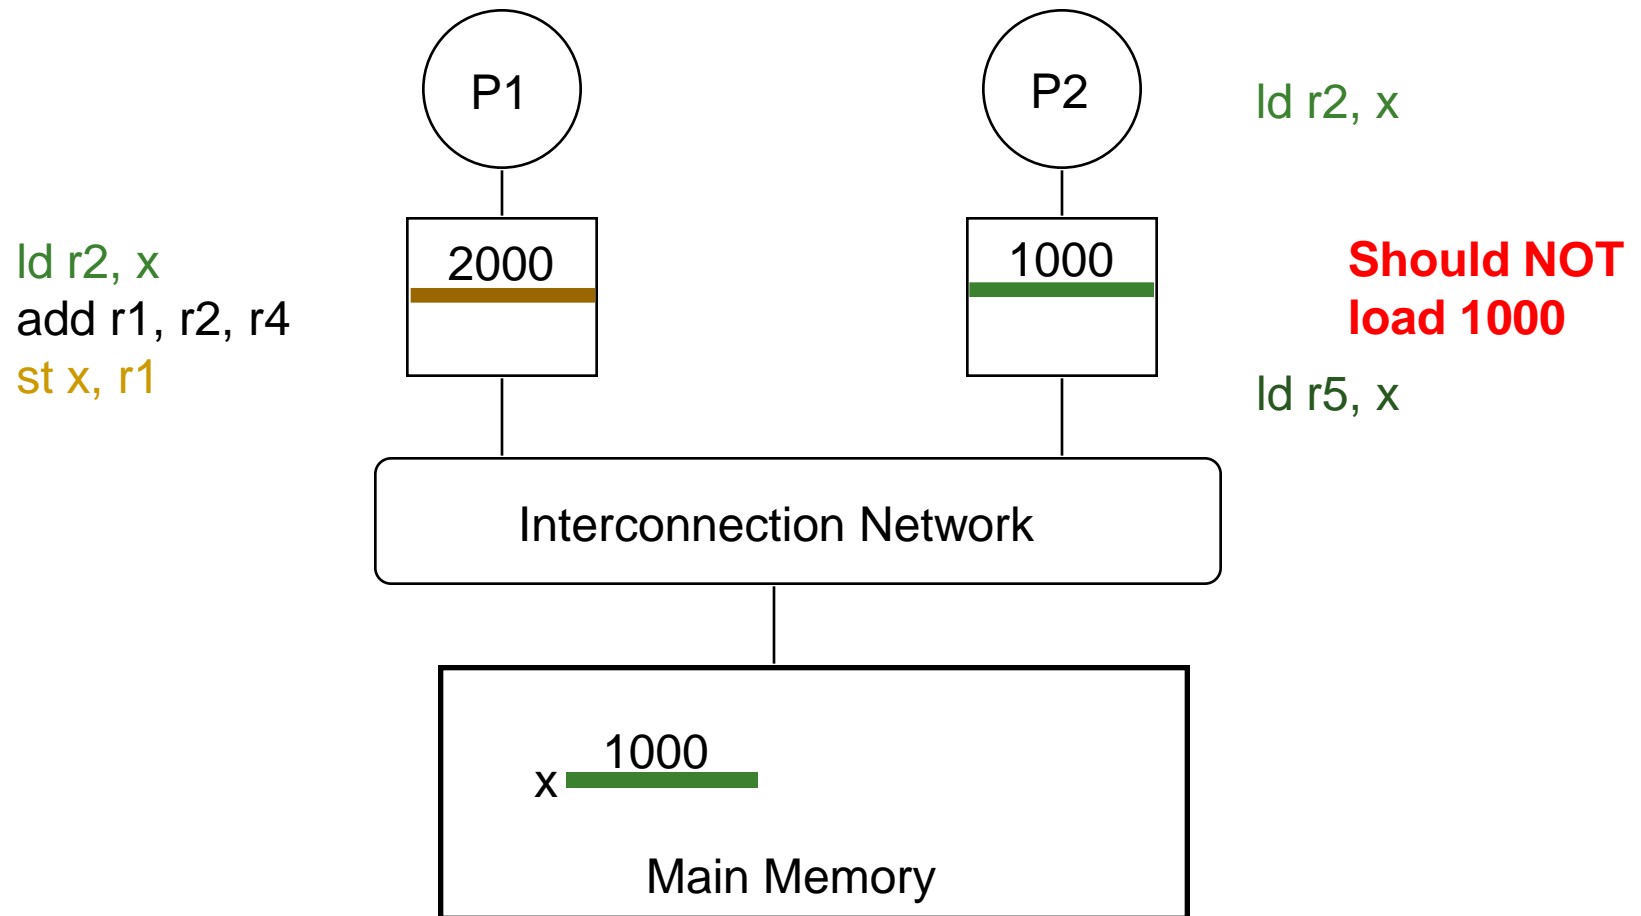 P1
P2
ld r2, x
ld r2, x
add r1, r2, r4
st x, r1
2000
1000
Should NOT
load 1000
ld r5, x
Interconnection Network
1000
x
Main Memory